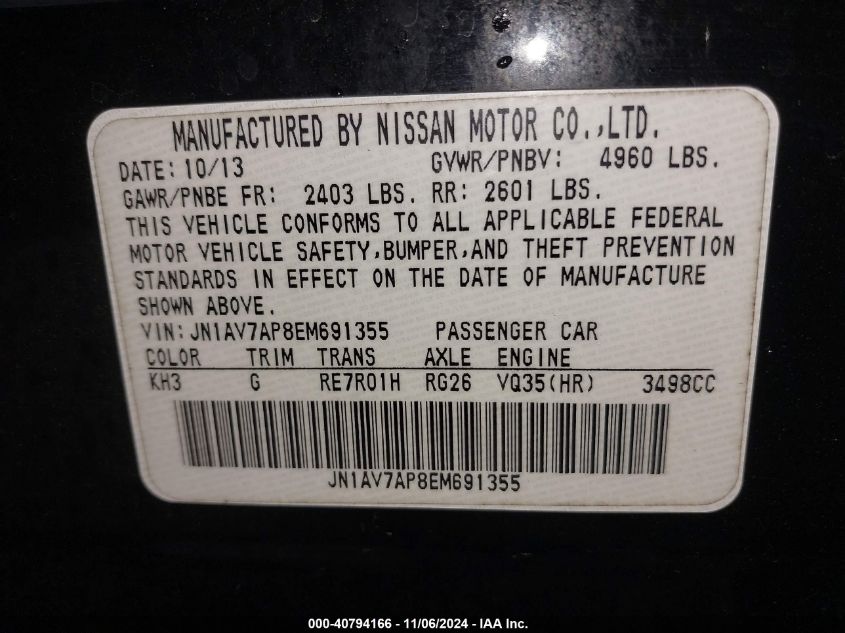 MANUFACTURED BY NISSAN MOTOR CO.,LTD.
DATE: 10/13 GVWR/PNBV: 4960 LBS.
GAWR/PNBE FR: 2403 LBS. RR: 2601 LBS.
THIS VEHICLE CONFORMS TO ALL APPLICABLE FEDERAL
MOTOR VEHICLE SAFETY,BUMPER,AND THEFT PREVENTION
STANDARDS IN EFFECT ON THE DATE OF MANUFACTURE
SHOWN ABOVE.
VIN:JN1AV7AP8EM691355 PASSENGER CAR
COLOR TRIM TRANS AXLE ENGINE
KH3 G RE7R01H RG26 VQ35(HR) 3498CC
JN1AV7AP8EM691355
000-40794166 - 11/06/2024 - IAA Inc.